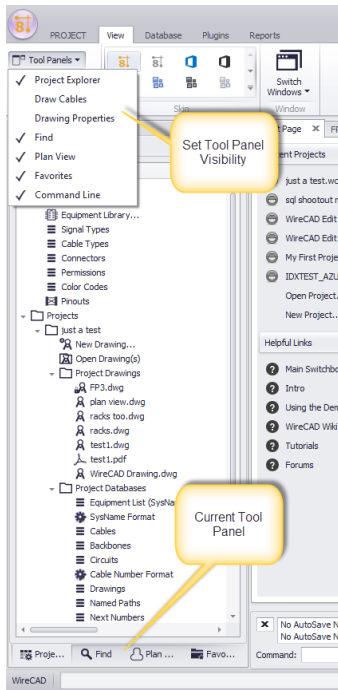 PROJECT View Database Plugins Reports
Tool Panels
Switch
Windows
Skin
Window
Project Explorer
Draw Cables
Drawing Properties
Find
Plan View
Favorites
Command Line
Set Tool Panel
Visibility
Page
Projects
just a test.
sql shootout
WireCAD Edit
WireCAD Edit
My First Proje
IDXTEST_AZU
Open Project.
New Project..
Helpful Links
Main Switchbo
Intro
Using the Dem
WireCAD Wiki
Tutorials
Forums
Equipment Library...
Signal Types
Cable Types
Connectors
Permissions
Color Codes
Pinouts
Projects
just a test
New Drawing...
Open Drawing(s)
Project Drawings
FP3.dwg
plan view.dwg
racks too.dwg
racks.dwg
test1.dwg
test1.pdf
WireCAD Drawing.dwg
Project Databases
Equipment List (SysNa
SysName Format
Cables
Backbones
Circuits
Cable Number Format
Drawings
Named Paths
Next Numbers
Current Tool
Panel
Proje... Find Plan ... Favo...
No AutoSave N
No AutoSave N
Command:
WireCAD